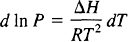 d ln P = ΔH / RT² dT